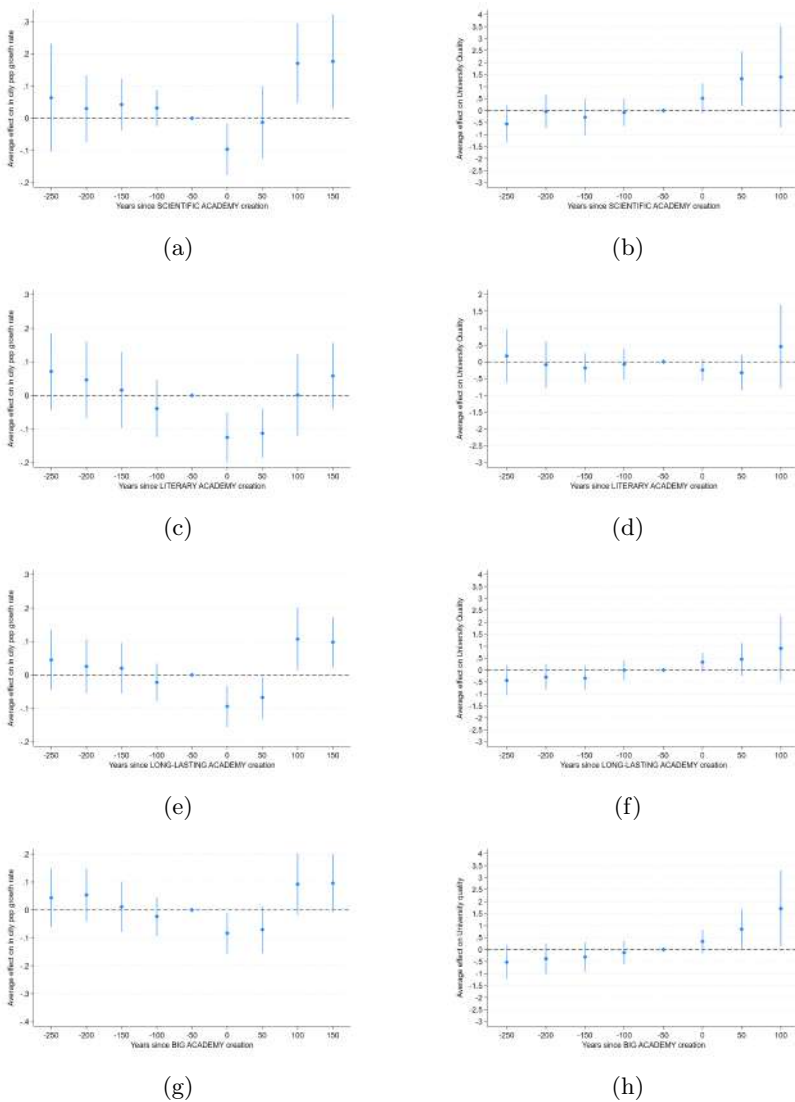 Average effect on ln city pop growth rate
.3
.2
.1
0
-.1
-.2
-250 -200 -150 -100 -50 0 50 100 150
Years since SCIENTIFIC ACADEMY creation
(a)
Average effect on University Quality
4
3.5
3
2.5
2
1.5
1
.5
0
-.5
-1
-1.5
-2
-2.5
-3
-250 -200 -150 -100 -50 0 50 100
Years since SCIENTIFIC ACADEMY creation
(b)
Average effect on ln city pop growth rate
.3
.2
.1
0
-.1
-.2
-250 -200 -150 -100 -50 0 50 100 150
Years since LITERARY ACADEMY creation
(c)
Average effect on University Quality
2
1.5
1
.5
0
-.5
-1
-1.5
-2
-2.5
-3
-250 -200 -150 -100 -50 0 50 100
Years since LITERARY ACADEMY creation
(d)
Average effect on ln city pop growth rate
.3
.2
.1
0
-.1
-.2
-250 -200 -150 -100 -50 0 50 100 150
Years since LONG-LASTING ACADEMY creation
(e)
Average effect on University Quality
4
3.5
3
2.5
2
1.5
1
.5
0
-.5
-1
-1.5
-2
-2.5
-3
-250 -200 -150 -100 -50 0 50 100
Years since LONG-LASTING ACADEMY creation
(f)
Average effect on ln city pop growth rate
.2
.1
0
-.1
-.2
-.3
-.4
-250 -200 -150 -100 -50 0 50 100 150
Years since BIG ACADEMY creation
(g)
Average effect on University quality
4
3.5
3
2.5
2
1.5
1
.5
0
-.5
-1
-1.5
-2
-2.5
-3
-250 -200 -150 -100 -50 0 50 100
Years since BIG ACADEMY creation
(h)